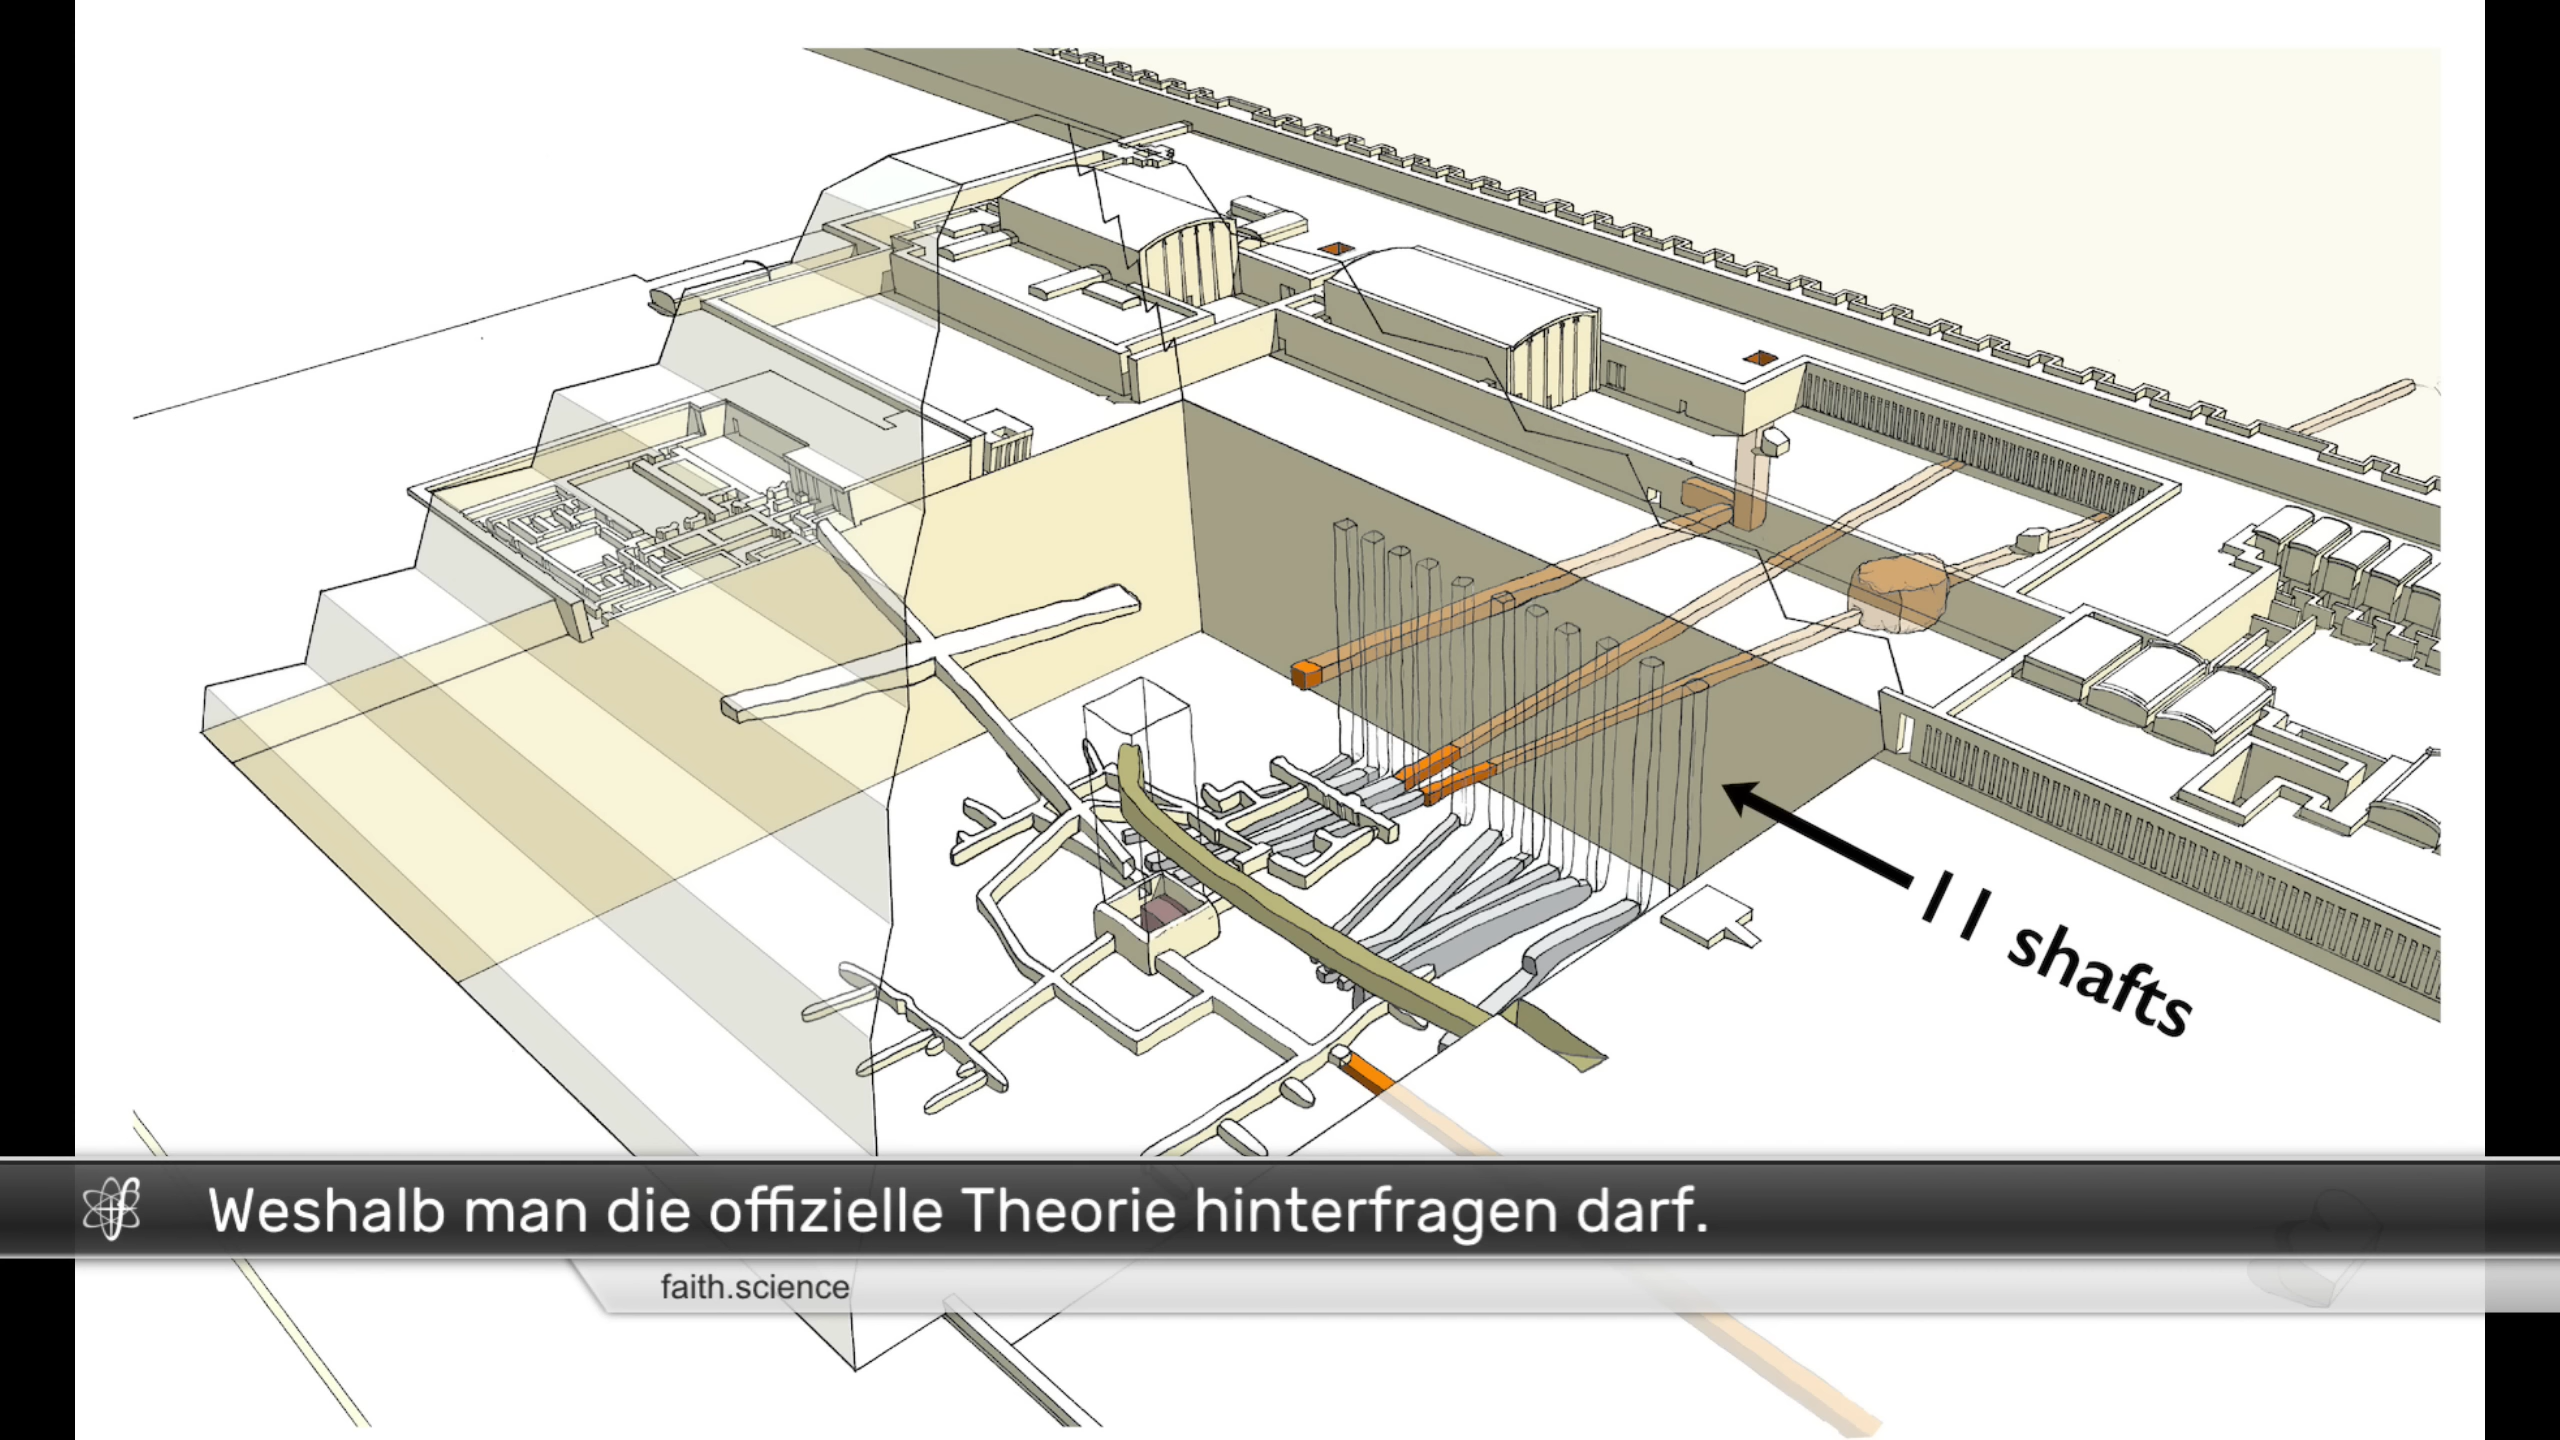 11 shafts
Weshalb man die offizielle Theorie hinterfragen darf.
faith.science